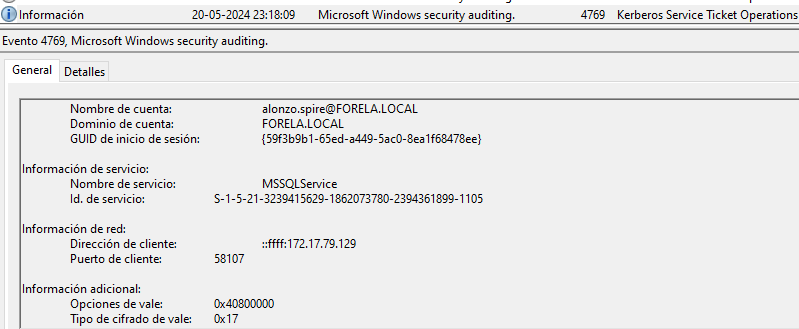 Información 20-05-2024 23:18:09 Microsoft Windows security auditing. 4769 Kerberos Service Ticket Operations
Evento 4769, Microsoft Windows security auditing.
General Detalles
Nombre de cuenta: alonzo.spire@FORELA.LOCAL
Dominio de cuenta: FORELA.LOCAL
GUID de inicio de sesión: {59f3b9b1-65ed-a449-5ac0-8ea1f68478ee}
Información de servicio:
Nombre de servicio: MSSQLService
Id. de servicio: S-1-5-21-3239415629-1862073780-2394361899-1105
Información de red:
Dirección de cliente: ::ffff:172.17.79.129
Puerto de cliente: 58107
Información adicional:
Opciones de vale: 0x40800000
Tipo de cifrado de vale: 0x17